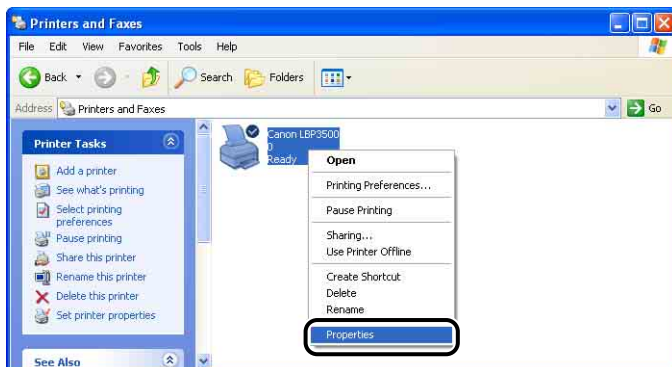 Printers and Faxes
File Edit View Favorites Tools Help
Back Search Folders
Address Printers and Faxes Go
Printer Tasks
Add a printer
See what's printing
Select printing
preferences
Pause printing
Share this printer
Rename this printer
Delete this printer
Set printer properties
See Also
Canon LBP3500
0
Ready
Open
Printing Preferences...
Pause Printing
Sharing...
Use Printer Offline
Create Shortcut
Delete
Rename
Properties